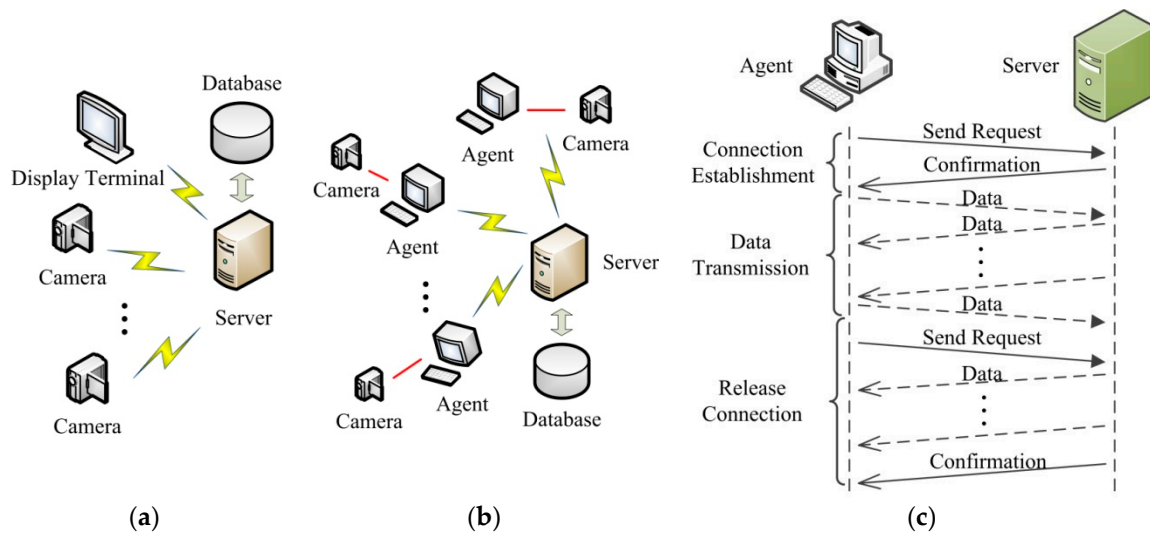 Database
Display Terminal
Camera
Server
Camera
(a)
Agent
Camera
Camera
Agent
Server
Camera
Agent
Database
(b)
Agent
Server
Connection
Establishment
Send Request
Confirmation
Data
Transmission
Data
Data
Data
Release
Connection
Send Request
Data
Confirmation
(c)